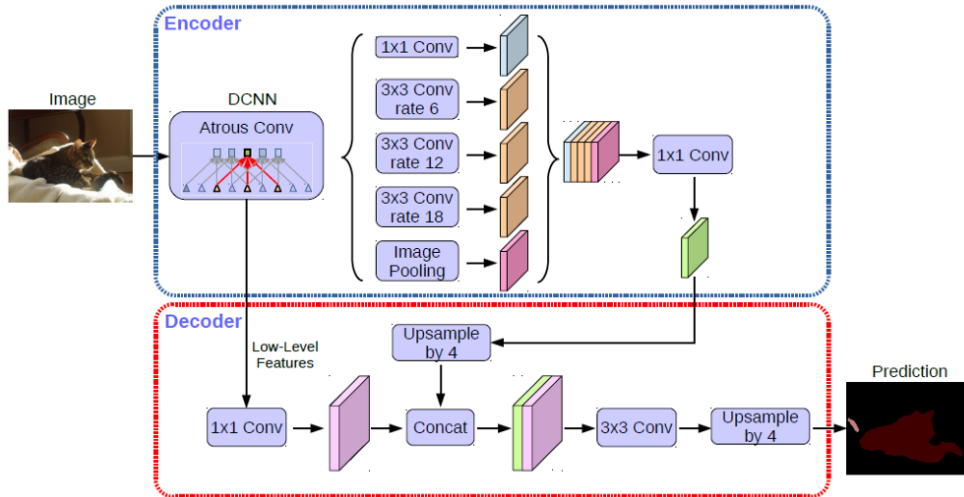 Encoder
Image
DCNN
Atrous Conv
1x1 Conv
3x3 Conv
rate 6
3x3 Conv
rate 12
3x3 Conv
rate 18
Image
Pooling
1x1 Conv
Decoder
Low-Level
Features
Upsample
by 4
1x1 Conv
Concat
3x3 Conv
Upsample
by 4
Prediction